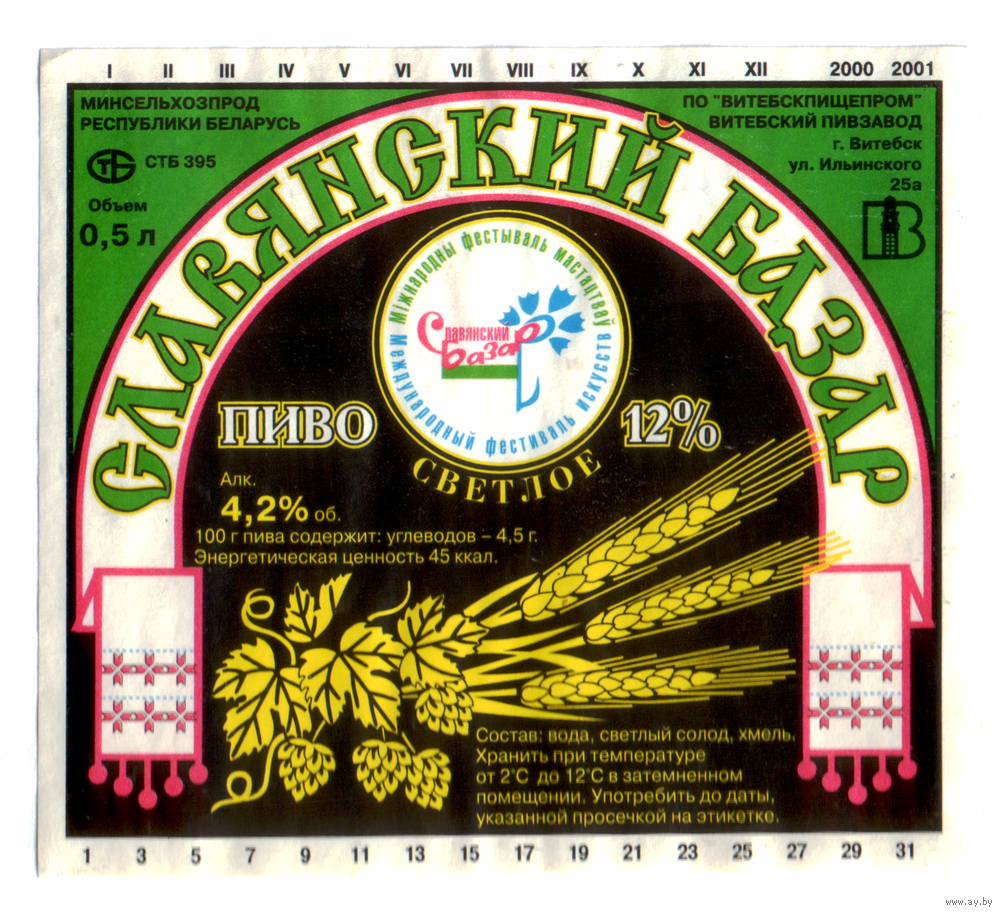 I II III IV V VI VII VIII IX X XI XII 2000 2001
МИНСЕЛЬХОЗПРОД
РЕСПУБЛИКИ БЕЛАРУСЬ
СТБ 395
Объем
0,5 л
ПО "ВИТЕБСКПИЩЕПРОМ"
ВИТЕБСКИЙ ПИВЗАВОД
г. Витебск
ул. Ильинского
25а
СЛАВЯНСКИЙ БАЗАР
Міжнародны фестываль мастацтваў
Славянский
базар
Международный фестиваль искусств
ПИВО
12%
СВЕТЛОЕ
Алк.
4,2% об.
100 г пива содержит: углеводов – 4,5 г.
Энергетическая ценность 45 ккал.
Состав: вода, светлый солод, хмель.
Хранить при температуре
от 2°С до 12°С в затемненном
помещении. Употребить до даты,
указанной просечкой на этикетке.
1 3 5 7 9 11 13 15 17 19 21 23 25 27 29 31
www.ay.by